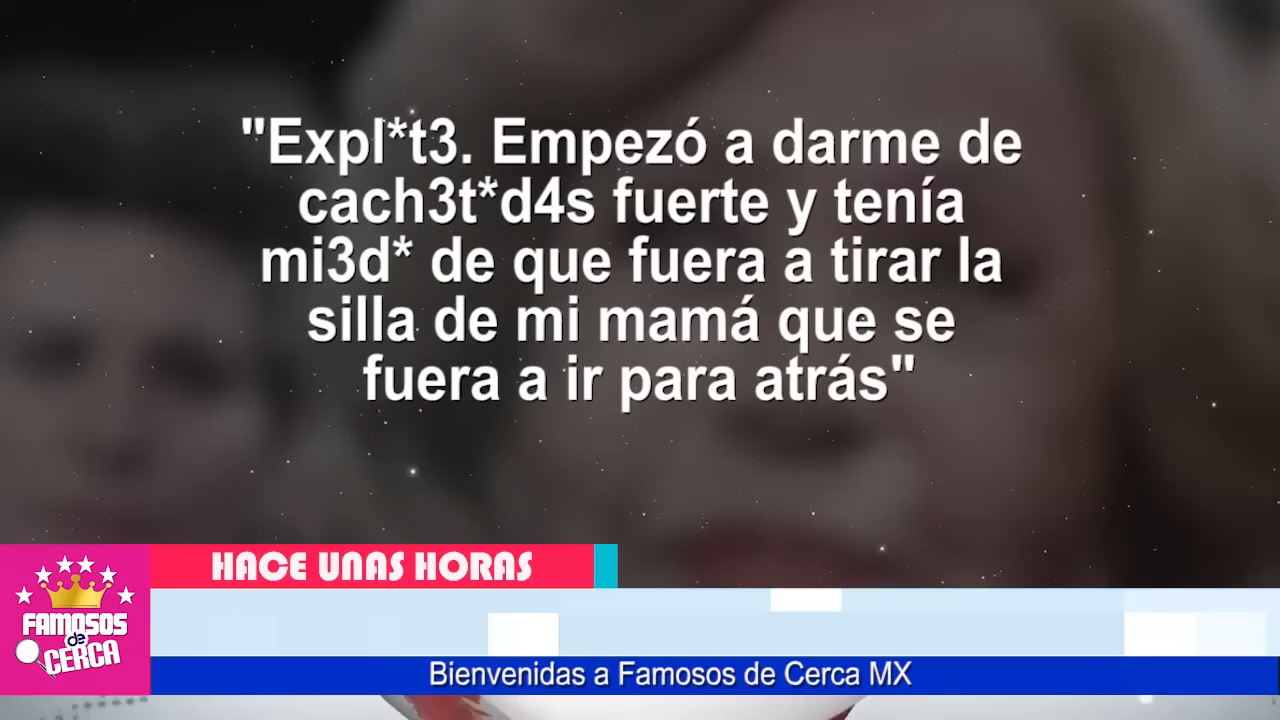 "Expl*t3. Empezó a darme de
cach3t*d4s fuerte y tenía
mi3d* de que fuera a tirar la
silla de mi mamá que se
fuera a ir para atrás"
HACE UNAS HORAS
FAMOSOS
de
CERCA
Bienvenidas a Famosos de Cerca MX